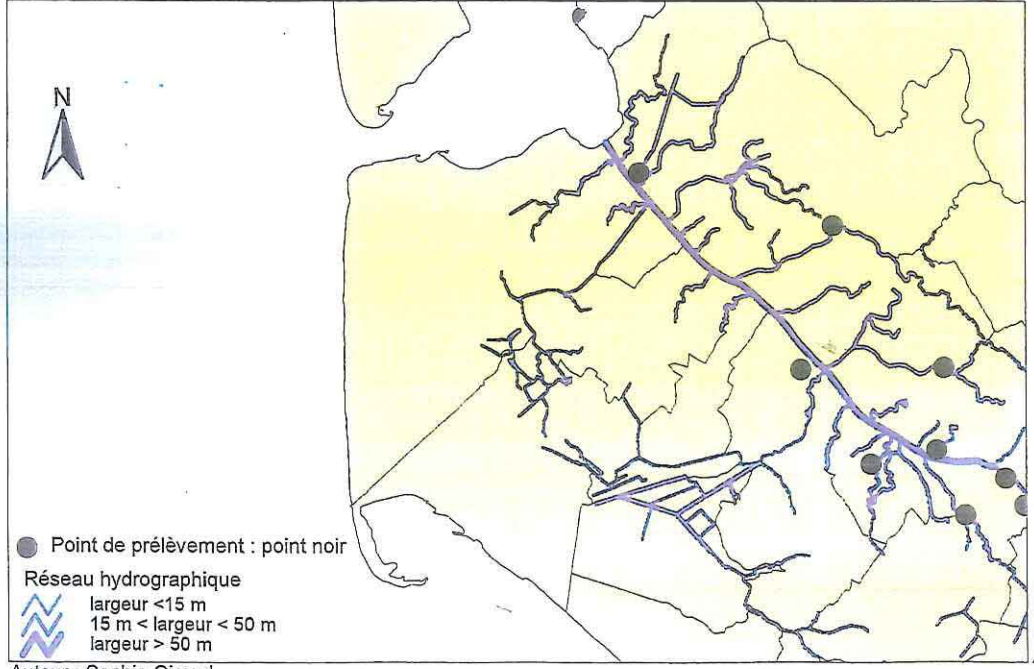 N
Point de prélèvement : point noir
Réseau hydrographique
largeur <15 m
15 m < largeur < 50 m
largeur > 50 m